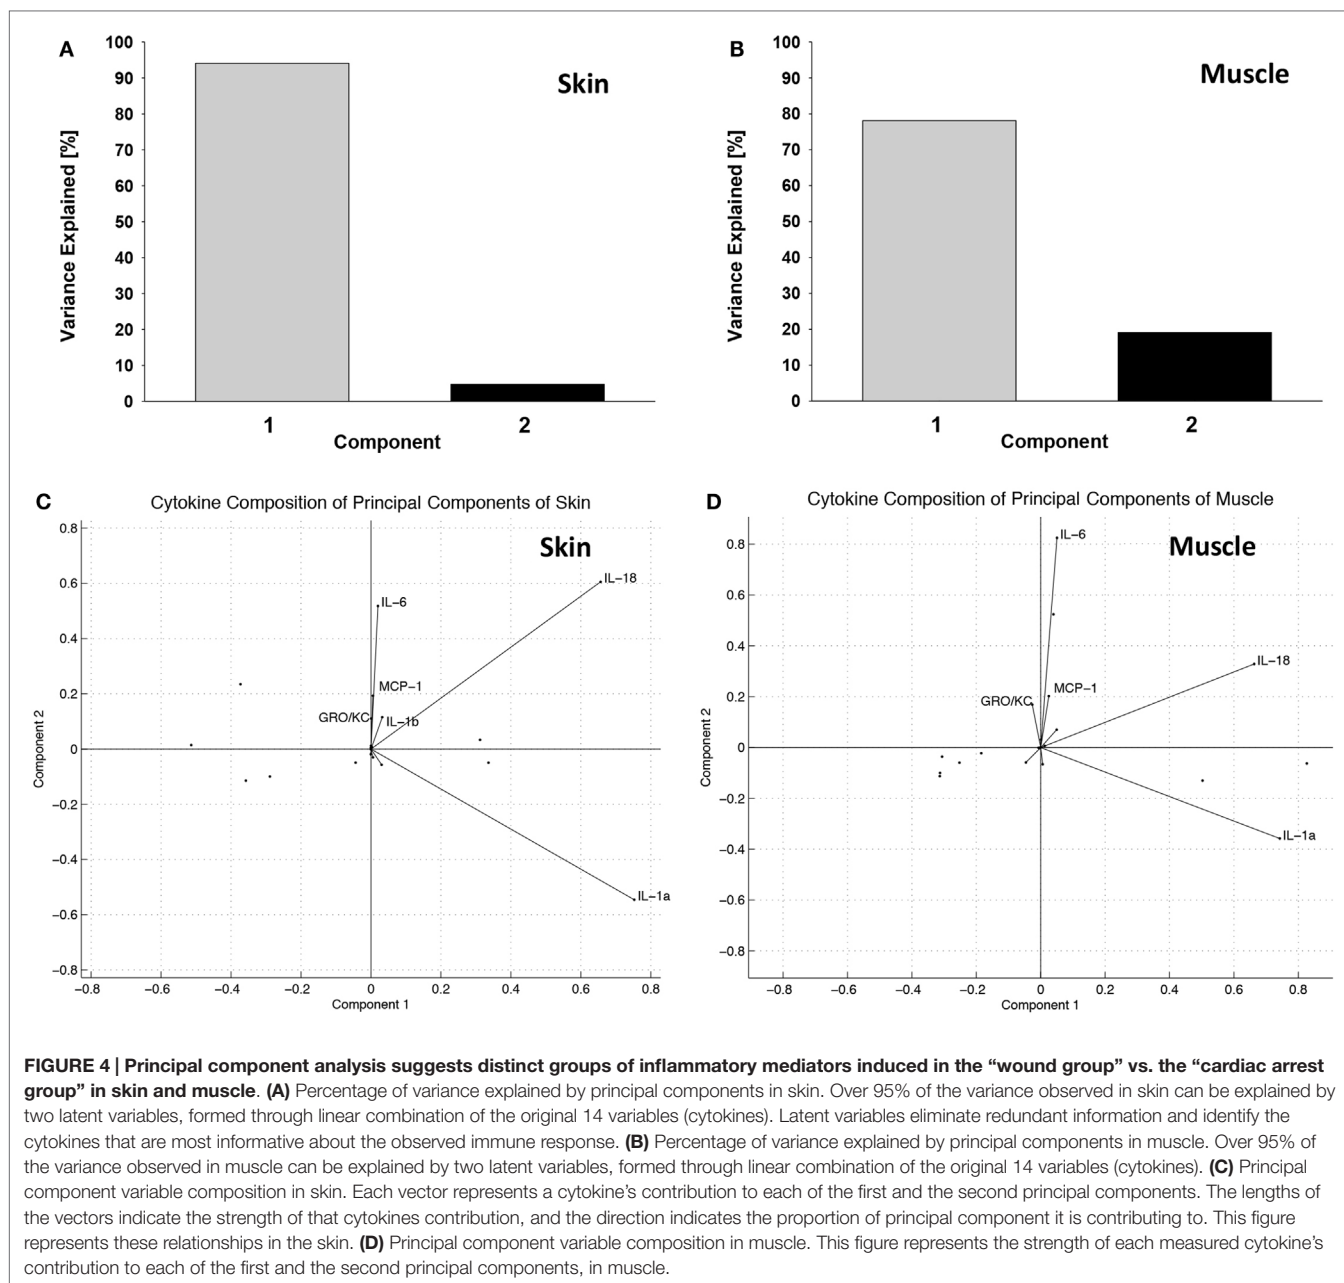 A
100
90
80
70
60
50
40
30
20
10
0
Variance Explained [%]
Skin
1
2
Component
B
100
90
80
70
60
50
40
30
20
10
0
Variance Explained [%]
Muscle
1
2
Component
C
Cytokine Composition of Principal Components of Skin
Skin
0.8
0.6
0.4
0.2
0
−0.2
−0.4
−0.6
−0.8
Component 2
IL−18
IL−6
MCP−1
GRO/KC
IL−1b
IL−1a
−0.8
−0.6
−0.4
−0.2
0
0.2
0.4
0.6
0.8
Component 1
D
Cytokine Composition of Principal Components of Muscle
Muscle
0.8
0.6
0.4
0.2
0
−0.2
−0.4
−0.6
−0.8
Component 2
IL−6
IL−18
MCP−1
GRO/KC
IL−1a
−0.8
−0.6
−0.4
−0.2
0
0.2
0.4
0.6
0.8
Component 1
FIGURE 4 | Principal component analysis suggests distinct groups of inflammatory mediators induced in the “wound group” vs. the “cardiac arrest
group” in skin and muscle. (A) Percentage of variance explained by principal components in skin. Over 95% of the variance observed in skin can be explained by
two latent variables, formed through linear combination of the original 14 variables (cytokines). Latent variables eliminate redundant information and identify the
cytokines that are most informative about the observed immune response. (B) Percentage of variance explained by principal components in muscle. Over 95% of
the variance observed in muscle can be explained by two latent variables, formed through linear combination of the original 14 variables (cytokines). (C) Principal
component variable composition in skin. Each vector represents a cytokine’s contribution to each of the first and the second principal components. The lengths of
the vectors indicate the strength of that cytokines contribution, and the direction indicates the proportion of principal component it is contributing to. This figure
represents these relationships in the skin. (D) Principal component variable composition in muscle. This figure represents the strength of each measured cytokine’s
contribution to each of the first and the second principal components, in muscle.